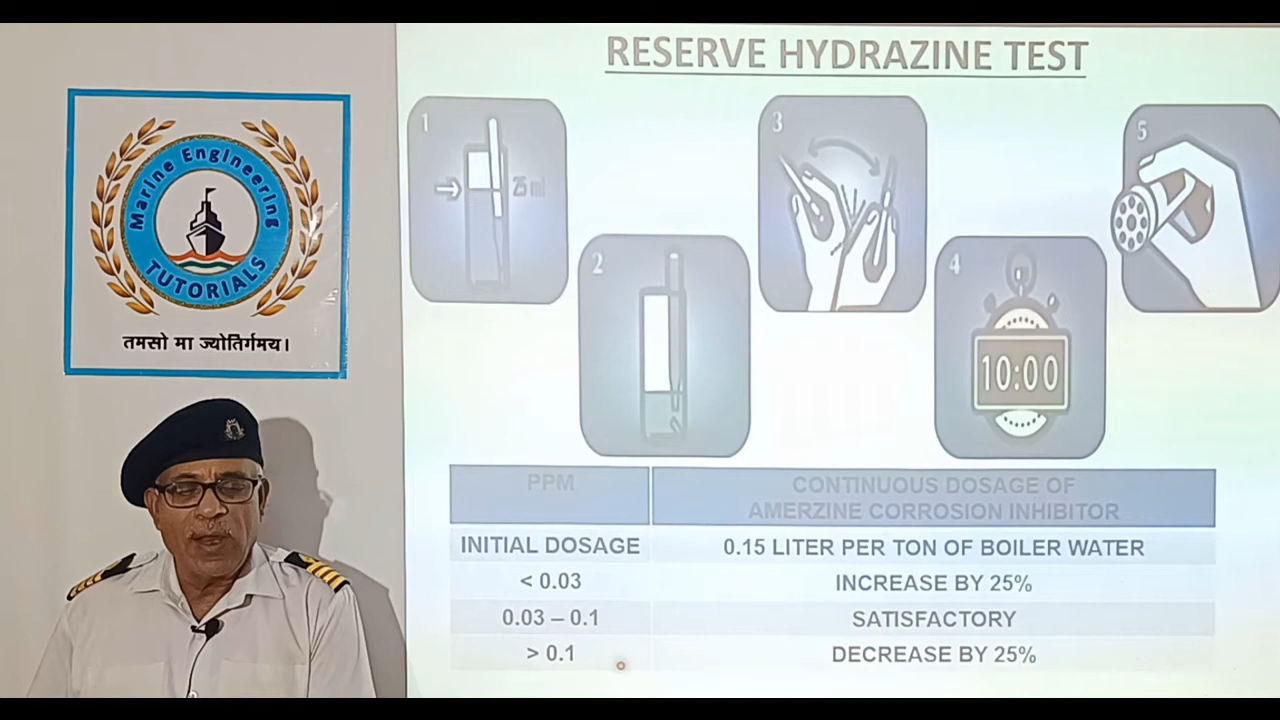 Marine Engineering
TUTORIALS
तमसो मा ज्योतिर्गमय।
RESERVE HYDRAZINE TEST
1
25 ml
2
3
4
10:00
5
PPM
CONTINUOUS DOSAGE OF
AMERZINE CORROSION INHIBITOR
INITIAL DOSAGE
0.15 LITER PER TON OF BOILER WATER
< 0.03
INCREASE BY 25%
0.03 – 0.1
SATISFACTORY
> 0.1
DECREASE BY 25%